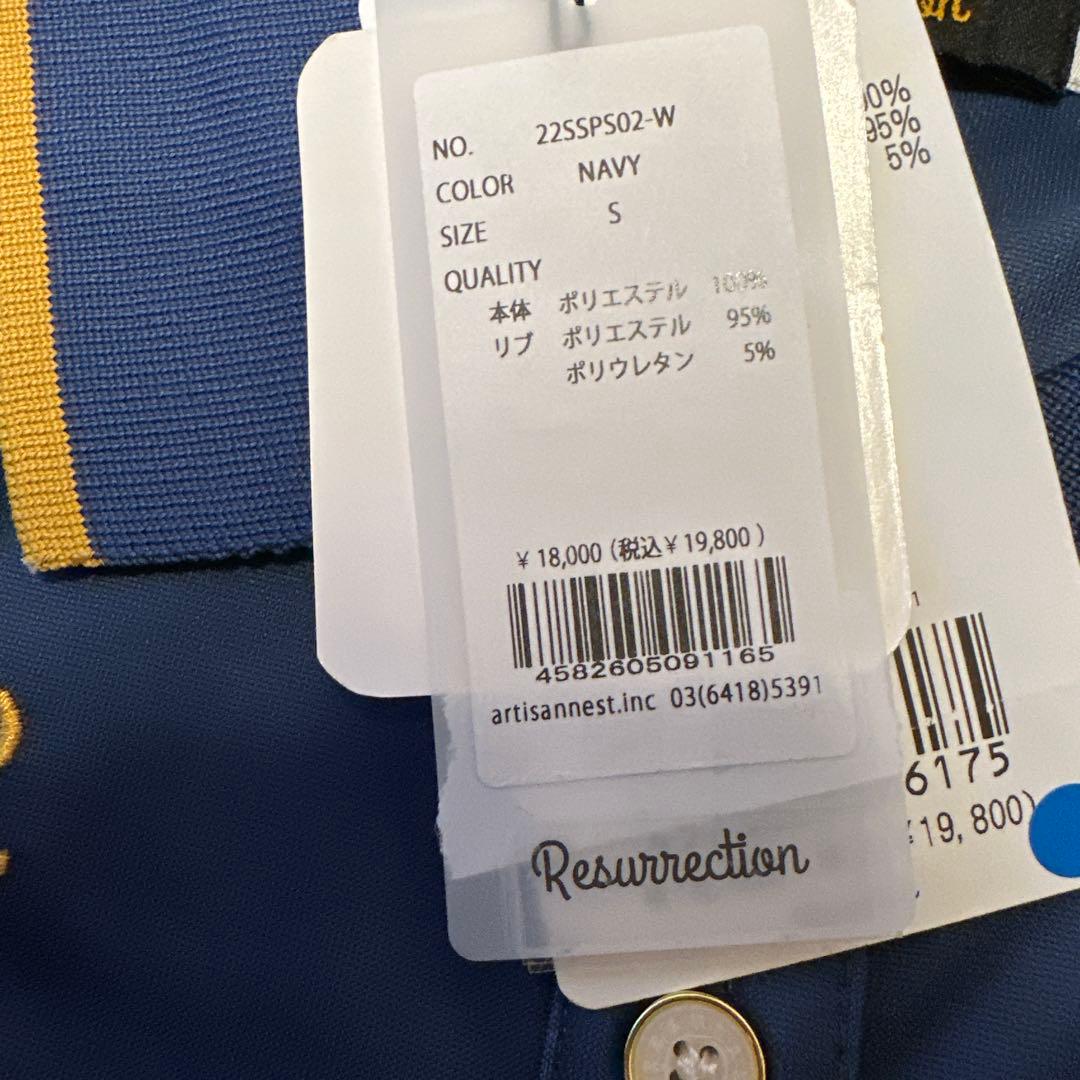 NO. 22SSPS02-W
COLOR NAVY
SIZE S
QUALITY
本体 ポリエステル 100%
リブ ポリエステル 95%
ポリウレタン 5%
¥ 18,000 (税込¥ 19,800 )
4582605091165
artisannest.inc 03(6418)5391
Resurrection
95%
5%
1
6175
19,800)